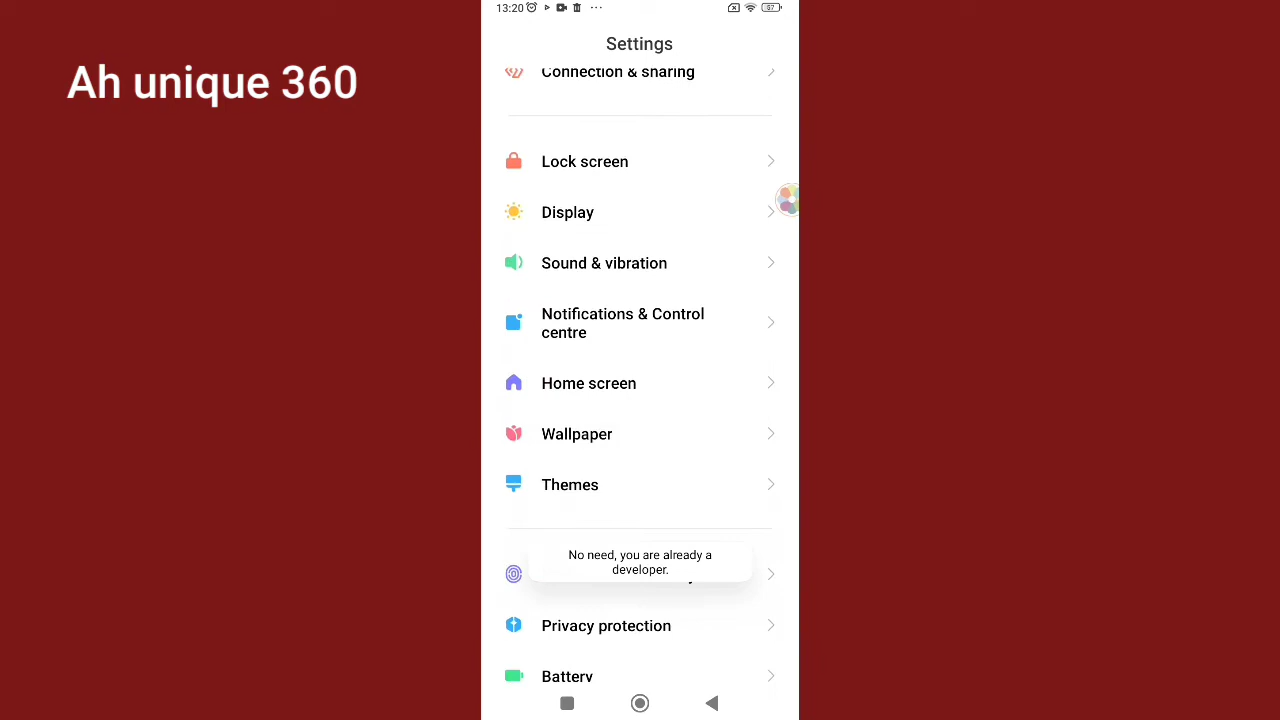 Ah unique 360
13:20
57
Settings
Connection & sharing
Lock screen
Display
Sound & vibration
Notifications & Control
centre
Home screen
Wallpaper
Themes
No need, you are already a
developer.
Privacy protection
Battery